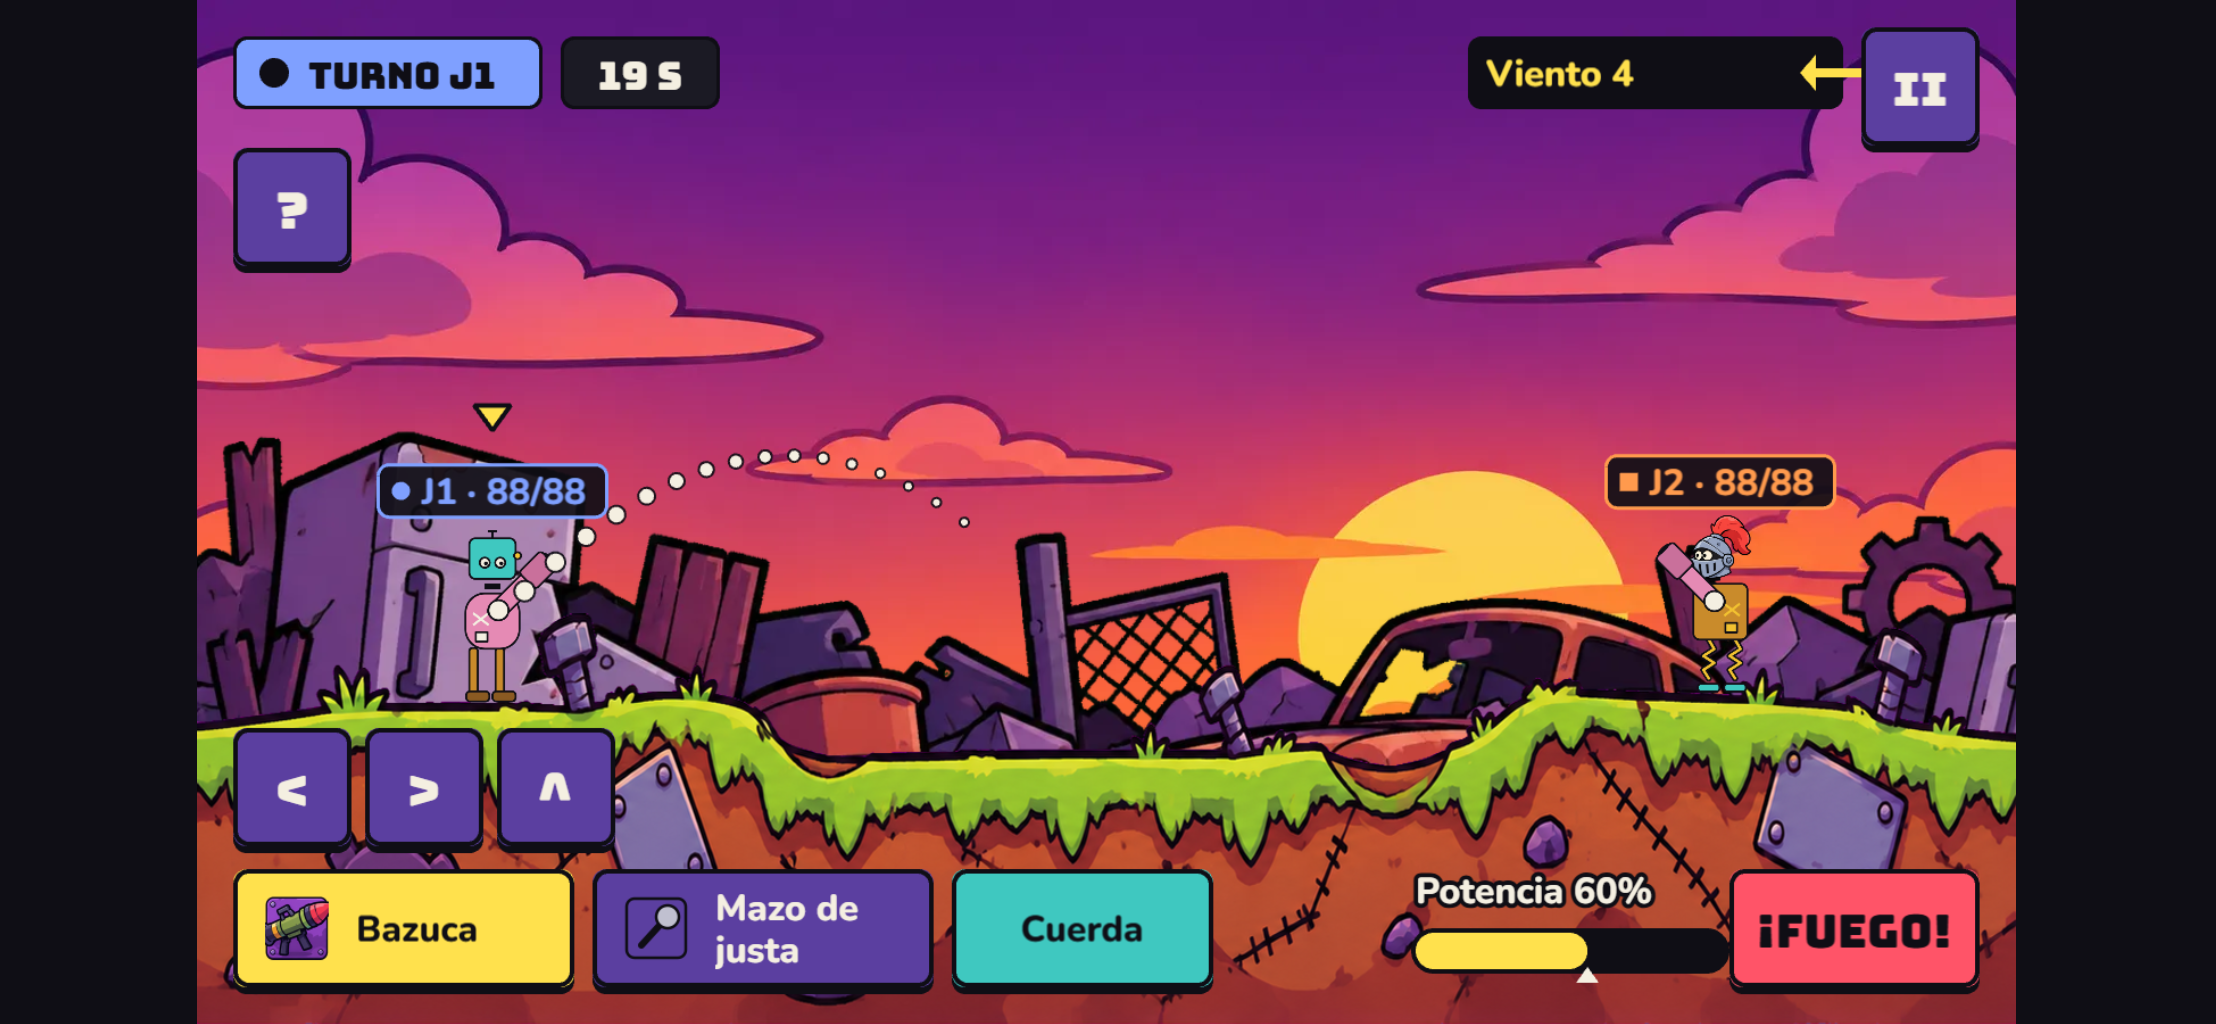 TURNO J1
19 S
Viento 4
II
?
J1 · 88/88
J2 · 88/88
< > ^
Bazuca
Mazo de
justa
Cuerda
Potencia 60%
¡FUEGO!